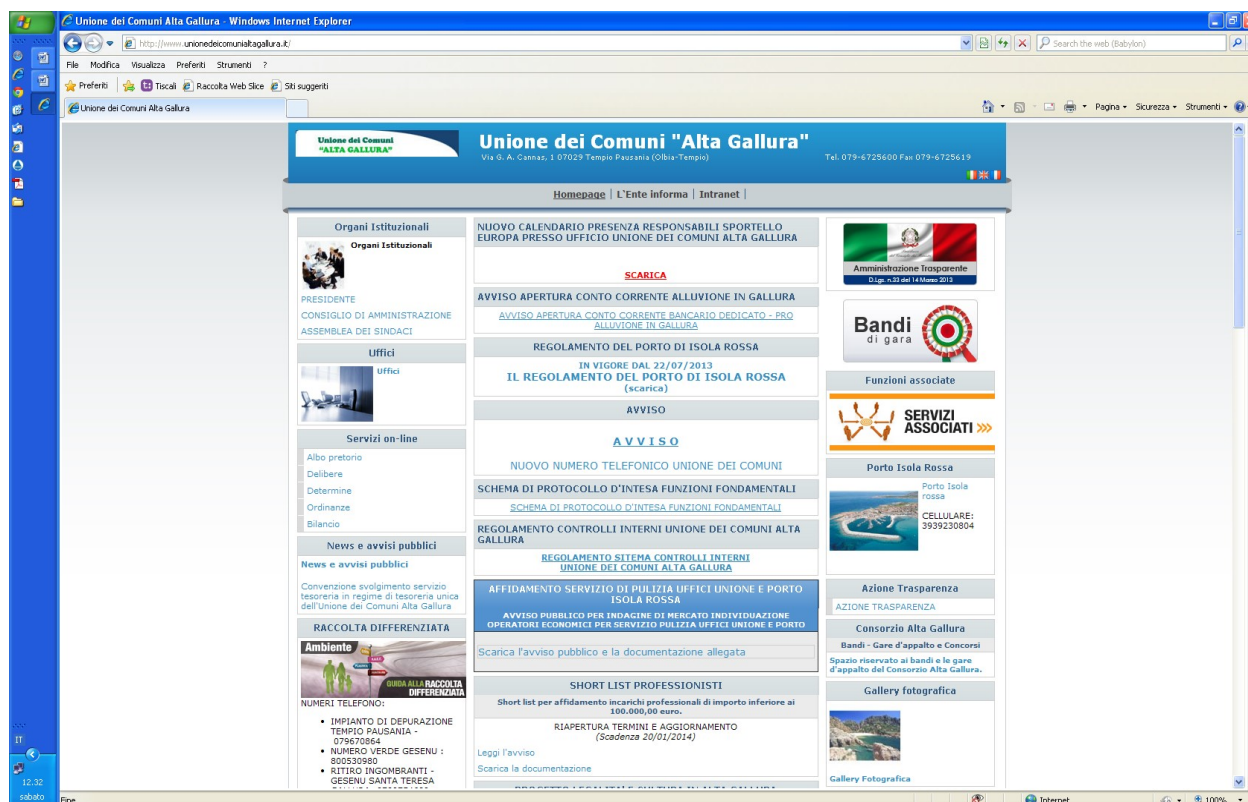 Unione dei Comuni Alta Gallura - Windows Internet Explorer
http://www.unionedeicomunialtagallura.it/
Search the web (Babylon)
File Modifica Visualizza Preferiti Strumenti ?
Preferiti Tiscali Raccolta Web Slice Siti suggeriti
Unione dei Comuni Alta Gallura
Pagina Sicurezza Strumenti
Unione dei Comuni
"ALTA GALLURA"
Unione dei Comuni "Alta Gallura"
Via G. A. Cannas, 1 07029 Tempio Pausania (Olbia-Tempio)
Tel. 079-6725600 Fax 079-6725619
Homepage | L'Ente informa | Intranet |
Organi Istituzionali
Organi Istituzionali
PRESIDENTE
CONSIGLIO DI AMMINISTRAZIONE
ASSEMBLEA DEI SINDACI
Uffici
Uffici
Servizi on-line
Albo pretorio
Delibere
Determine
Ordinanze
Bilancio
News e avvisi pubblici
News e avvisi pubblici
Convenzione svolgimento servizio
tesoreria in regime di tesoreria unica
dell'Unione dei Comuni Alta Gallura
RACCOLTA DIFFERENZIATA
Ambiente
GUIDA ALLA RACCOLTA
DIFFERENZIATA
NUMERI TELEFONO:
• IMPIANTO DI DEPURAZIONE
TEMPIO PAUSANIA -
079670864
• NUMERO VERDE GESENU :
800530980
• RITIRO INGOMBRANTI -
GESENU SANTA TERESA
NUOVO CALENDARIO PRESENZA RESPONSABILI SPORTELLO
EUROPA PRESSO UFFICIO UNIONE DEI COMUNI ALTA GALLURA
SCARICA
AVVISO APERTURA CONTO CORRENTE ALLUVIONE IN GALLURA
AVVISO APERTURA CONTO CORRENTE BANCARIO DEDICATO - PRO
ALLUVIONE IN GALLURA
REGOLAMENTO DEL PORTO DI ISOLA ROSSA
IN VIGORE DAL 22/07/2013
IL REGOLAMENTO DEL PORTO DI ISOLA ROSSA
(scarica)
AVVISO
A V V I S O
NUOVO NUMERO TELEFONICO UNIONE DEI COMUNI
SCHEMA DI PROTOCOLLO D'INTESA FUNZIONI FONDAMENTALI
SCHEMA DI PROTOCOLLO D'INTESA FUNZIONI FONDAMENTALI
REGOLAMENTO CONTROLLI INTERNI UNIONE DEI COMUNI ALTA
GALLURA
REGOLAMENTO SITEMA CONTROLLI INTERNI
UNIONE DEI COMUNI ALTA GALLURA
AFFIDAMENTO SERVIZIO DI PULIZIA UFFICI UNIONE E PORTO
ISOLA ROSSA
AVVISO PUBBLICO PER INDAGINE DI MERCATO INDIVIDUAZIONE
OPERATORI ECONOMICI PER SERVIZIO PULIZIA UFFICI UNIONE E PORTO
Scarica l'avviso pubblico e la documentazione allegata
SHORT LIST PROFESSIONISTI
Short list per affidamento incarichi professionali di importo inferiore ai
100.000,00 euro.
RIAPERTURA TERMINI E AGGIORNAMENTO
(Scadenza 20/01/2014)
Leggi l'avviso
Scarica la documentazione
PROGETTO LEGALITA' E CULTURA IN ALTA GALLURA
Amministrazione Trasparente
D.Lgs. n.33 del 14 Marzo 2013
Bandi
di gara
Funzioni associate
SERVIZI
ASSOCIATI >>>
Porto Isola Rossa
Porto Isola
rossa
CELLULARE:
3939230804
Azione Trasparenza
AZIONE TRASPARENZA
Consorzio Alta Gallura
Bandi - Gare d'appalto e Concorsi
Spazio riservato ai bandi e le gare
d'appalto del Consorzio Alta Gallura.
Gallery fotografica
Gallery Fotografica
IT
12.32
sabato
Fine
Internet
100%